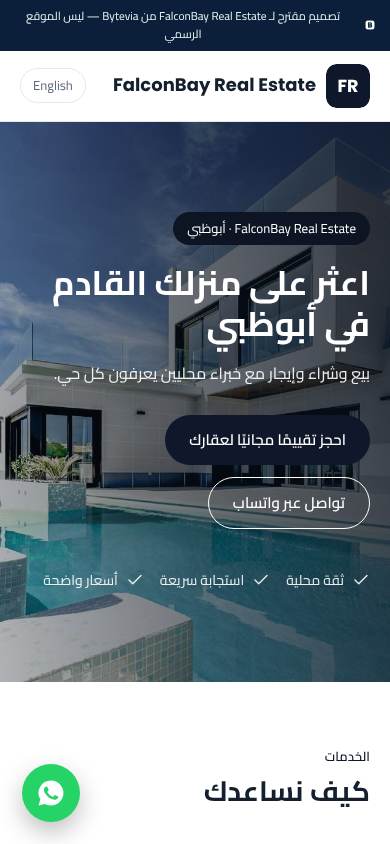 تصميم مقترح لـ FalconBay Real Estate من Bytevia — ليس الموقع
الرسمي
B
FR
FalconBay Real Estate
English
FalconBay Real Estate · أبوظبي
اعثر على منزلك القادم
في أبوظبي
بيع وشراء وإيجار مع خبراء محليين يعرفون كل حي.
احجز تقييمًا مجانيًا لعقارك
تواصل عبر واتساب
ثقة محلية
استجابة سريعة
أسعار واضحة
الخدمات
كيف نساعدك